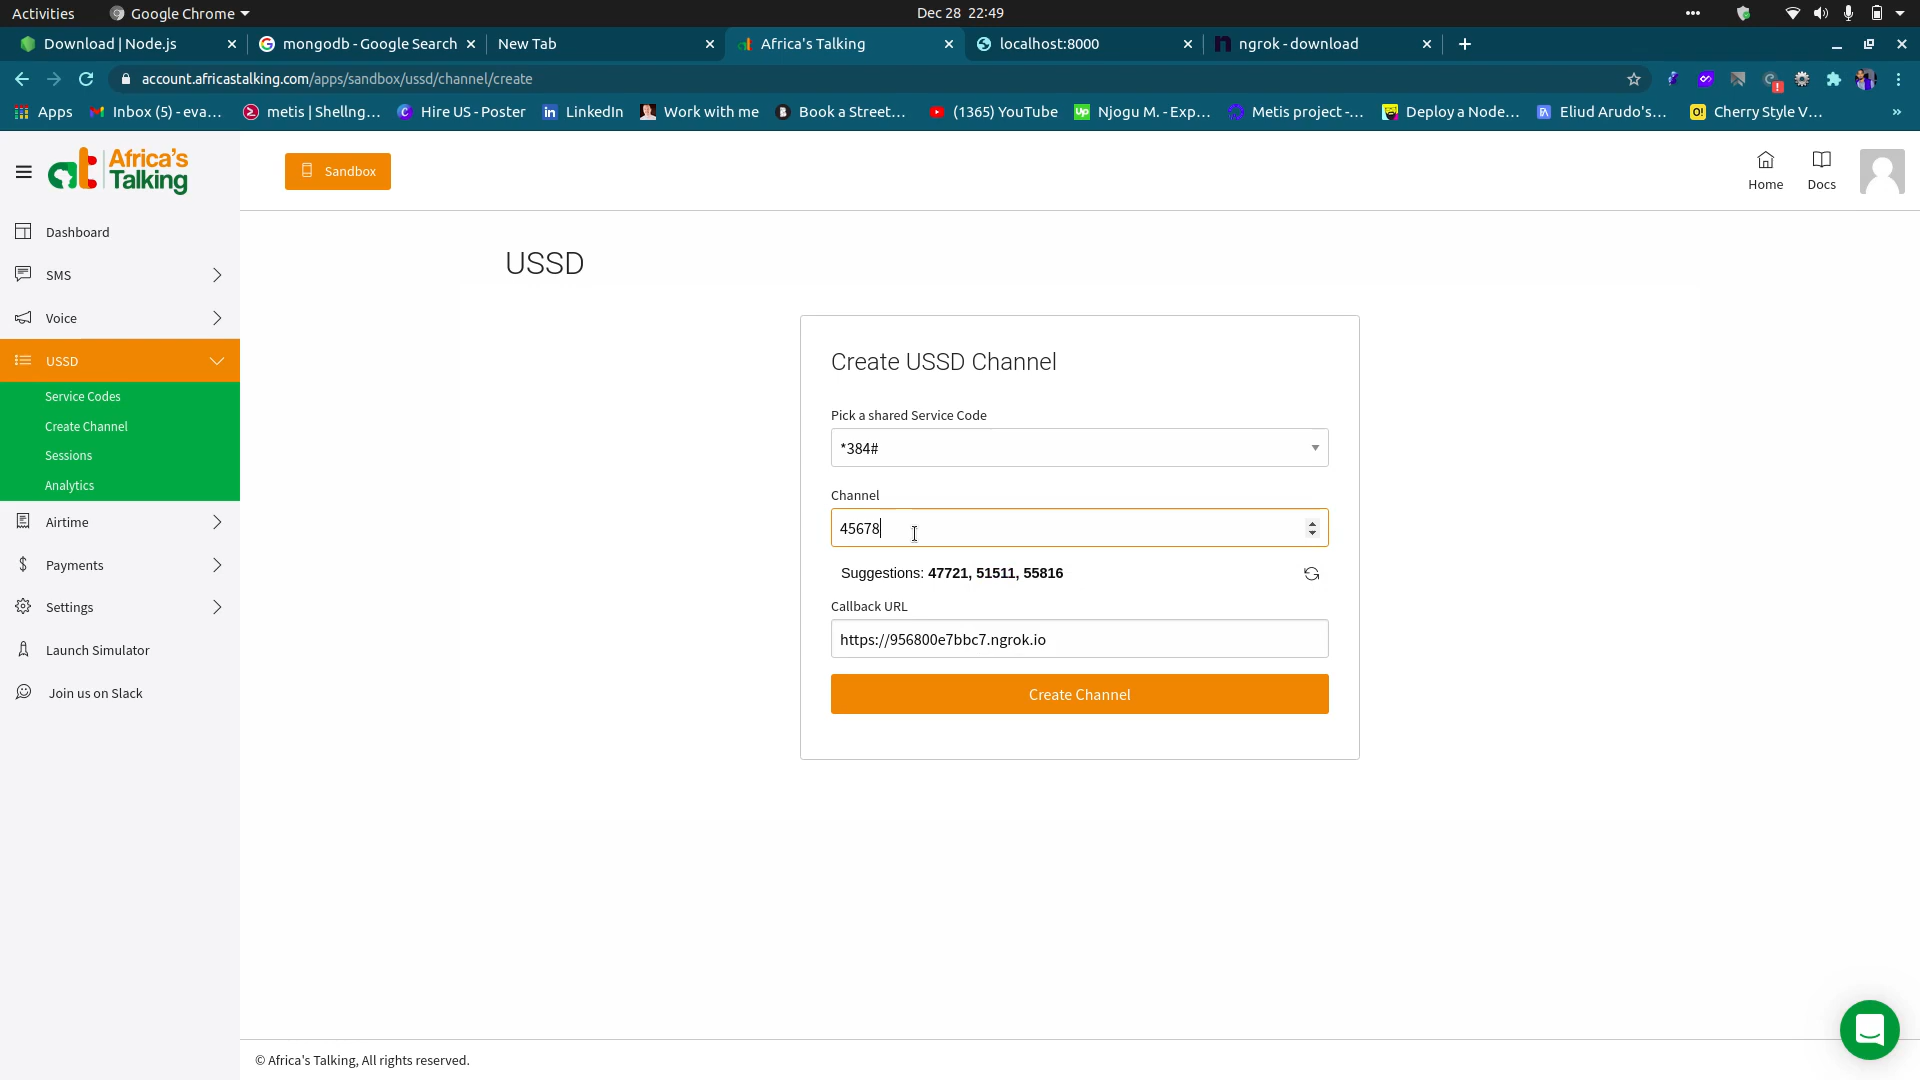 Activities
Google Chrome
Dec 28 22:49
Download | Node.js
mongodb - Google Search
New Tab
Africa's Talking
localhost:8000
ngrok - download
account.africastalking.com/apps/sandbox/ussd/channel/create
Apps
Inbox (5) - eva...
metis | Shellng...
Hire US - Poster
LinkedIn
Work with me
Book a Street...
(1365) YouTube
Njogu M. - Exp...
Metis project -...
Deploy a Node...
Eliud Arudo's...
Cherry Style V...
»
at Africa's
Talking
Sandbox
Home
Docs
Dashboard
SMS
Voice
USSD
Service Codes
Create Channel
Sessions
Analytics
Airtime
Payments
Settings
Launch Simulator
Join us on Slack
USSD
Create USSD Channel
Pick a shared Service Code
*384#
Channel
45678
Suggestions: 47721, 51511, 55816
Callback URL
https://956800e7bbc7.ngrok.io
Create Channel
© Africa's Talking, All rights reserved.